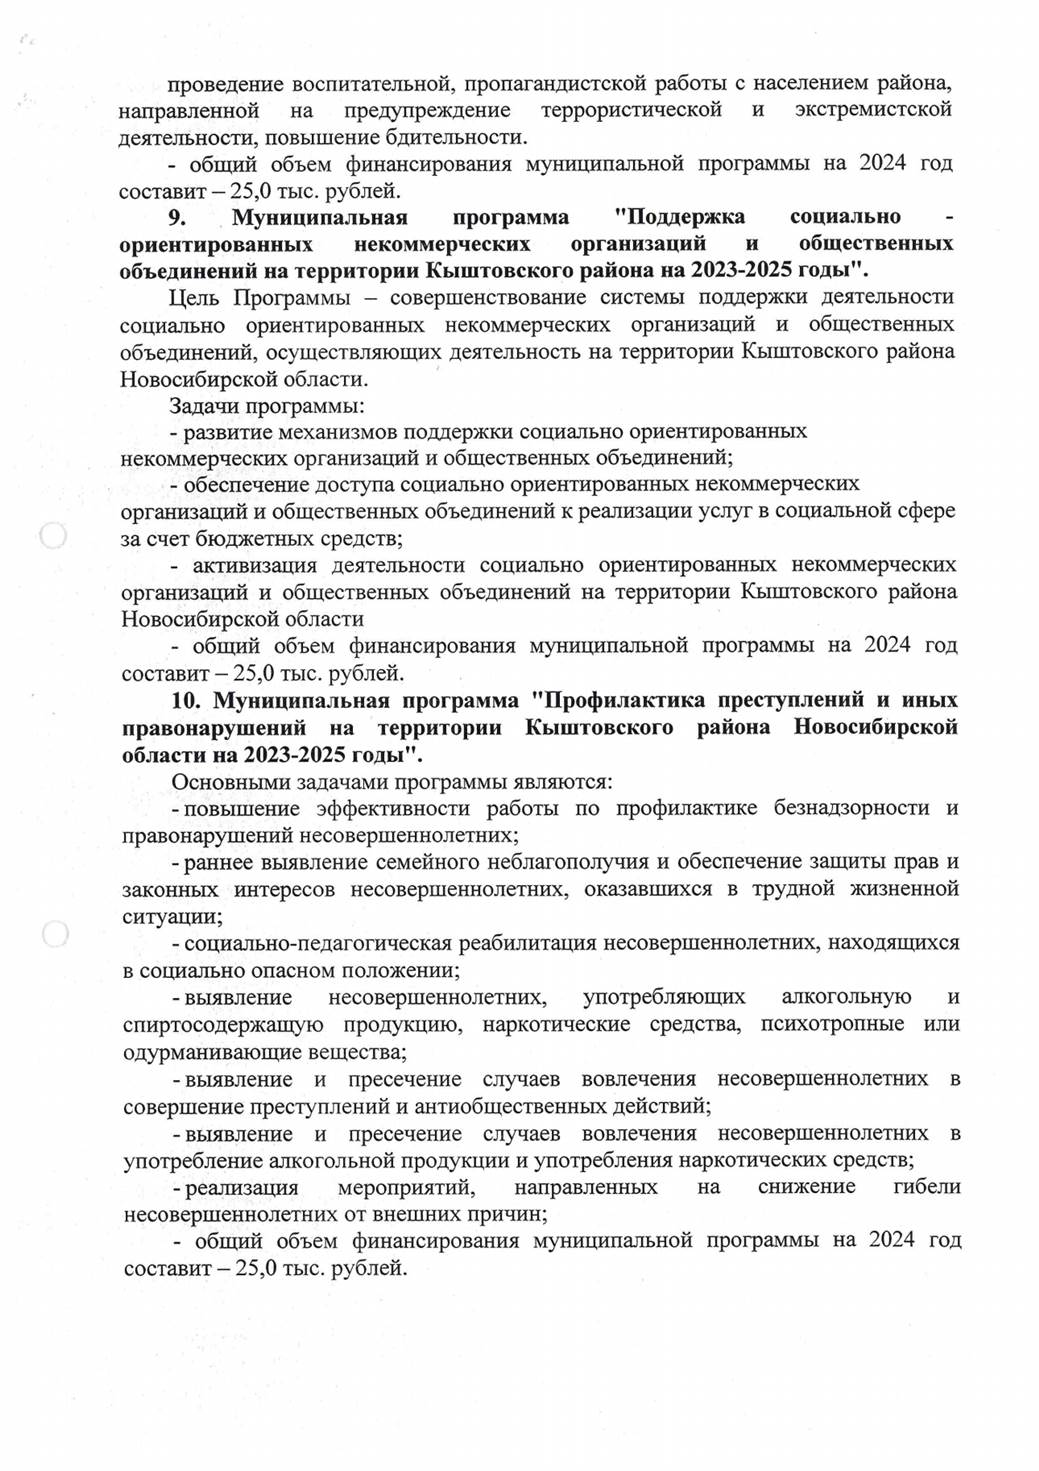 проведение воспитательной, пропагандистской работы с населением района,
направленной на предупреждение террористической и экстремистской
деятельности, повышение бдительности.
- общий объем финансирования муниципальной программы на 2024 год
составит – 25,0 тыс. рублей.
9. Муниципальная программа "Поддержка социально -
ориентированных некоммерческих организаций и общественных
объединений на территории Кыштовского района на 2023-2025 годы".
Цель Программы – совершенствование системы поддержки деятельности
социально ориентированных некоммерческих организаций и общественных
объединений, осуществляющих деятельность на территории Кыштовского района
Новосибирской области.
Задачи программы:
- развитие механизмов поддержки социально ориентированных
некоммерческих организаций и общественных объединений;
- обеспечение доступа социально ориентированных некоммерческих
организаций и общественных объединений к реализации услуг в социальной сфере
за счет бюджетных средств;
- активизация деятельности социально ориентированных некоммерческих
организаций и общественных объединений на территории Кыштовского района
Новосибирской области
- общий объем финансирования муниципальной программы на 2024 год
составит – 25,0 тыс. рублей.
10. Муниципальная программа "Профилактика преступлений и иных
правонарушений на территории Кыштовского района Новосибирской
области на 2023-2025 годы".
Основными задачами программы являются:
- повышение эффективности работы по профилактике безнадзорности и
правонарушений несовершеннолетних;
- раннее выявление семейного неблагополучия и обеспечение защиты прав и
законных интересов несовершеннолетних, оказавшихся в трудной жизненной
ситуации;
- социально-педагогическая реабилитация несовершеннолетних, находящихся
в социально опасном положении;
- выявление несовершеннолетних, употребляющих алкогольную и
спиртосодержащую продукцию, наркотические средства, психотропные или
одурманивающие вещества;
- выявление и пресечение случаев вовлечения несовершеннолетних в
совершение преступлений и антиобщественных действий;
- выявление и пресечение случаев вовлечения несовершеннолетних в
употребление алкогольной продукции и употребления наркотических средств;
- реализация мероприятий, направленных на снижение гибели
несовершеннолетних от внешних причин;
- общий объем финансирования муниципальной программы на 2024 год
составит – 25,0 тыс. рублей.